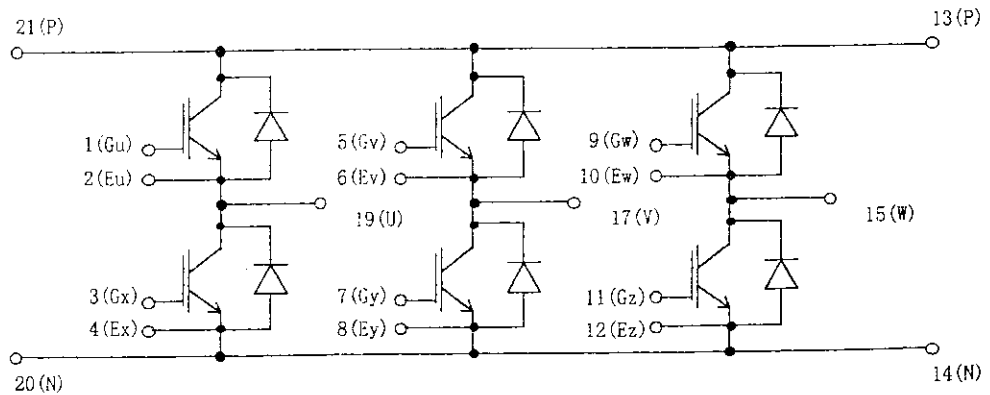 21(P)
13(P)
1(Gu)
5(Gv)
9(Gw)
2(Eu)
6(Ev)
10(Ew)
19(U)
17(V)
15(W)
3(Gx)
7(Gy)
11(Gz)
4(Ex)
8(Ey)
12(Ez)
20(N)
14(N)